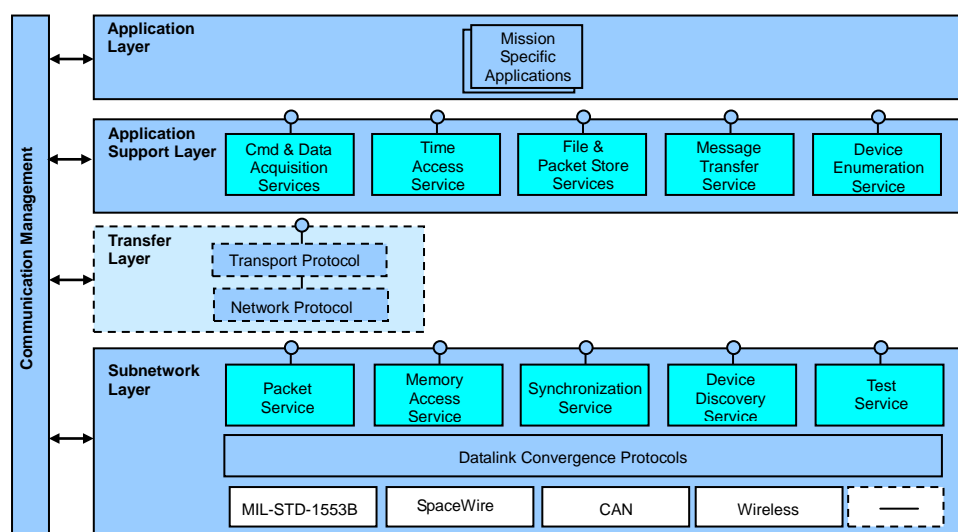 Communication Management
Application
Layer
Mission
Specific
Applications
Application
Support Layer
Cmd & Data
Acquisition
Services
Time
Access
Service
File &
Packet Store
Services
Message
Transfer
Service
Device
Enumeration
Service
Transfer
Layer
Transport Protocol
Network Protocol
Subnetwork
Layer
Packet
Service
Memory
Access
Service
Synchronization
Service
Device
Discovery
Service
Test
Service
Datalink Convergence Protocols
MIL-STD-1553B
SpaceWire
CAN
Wireless